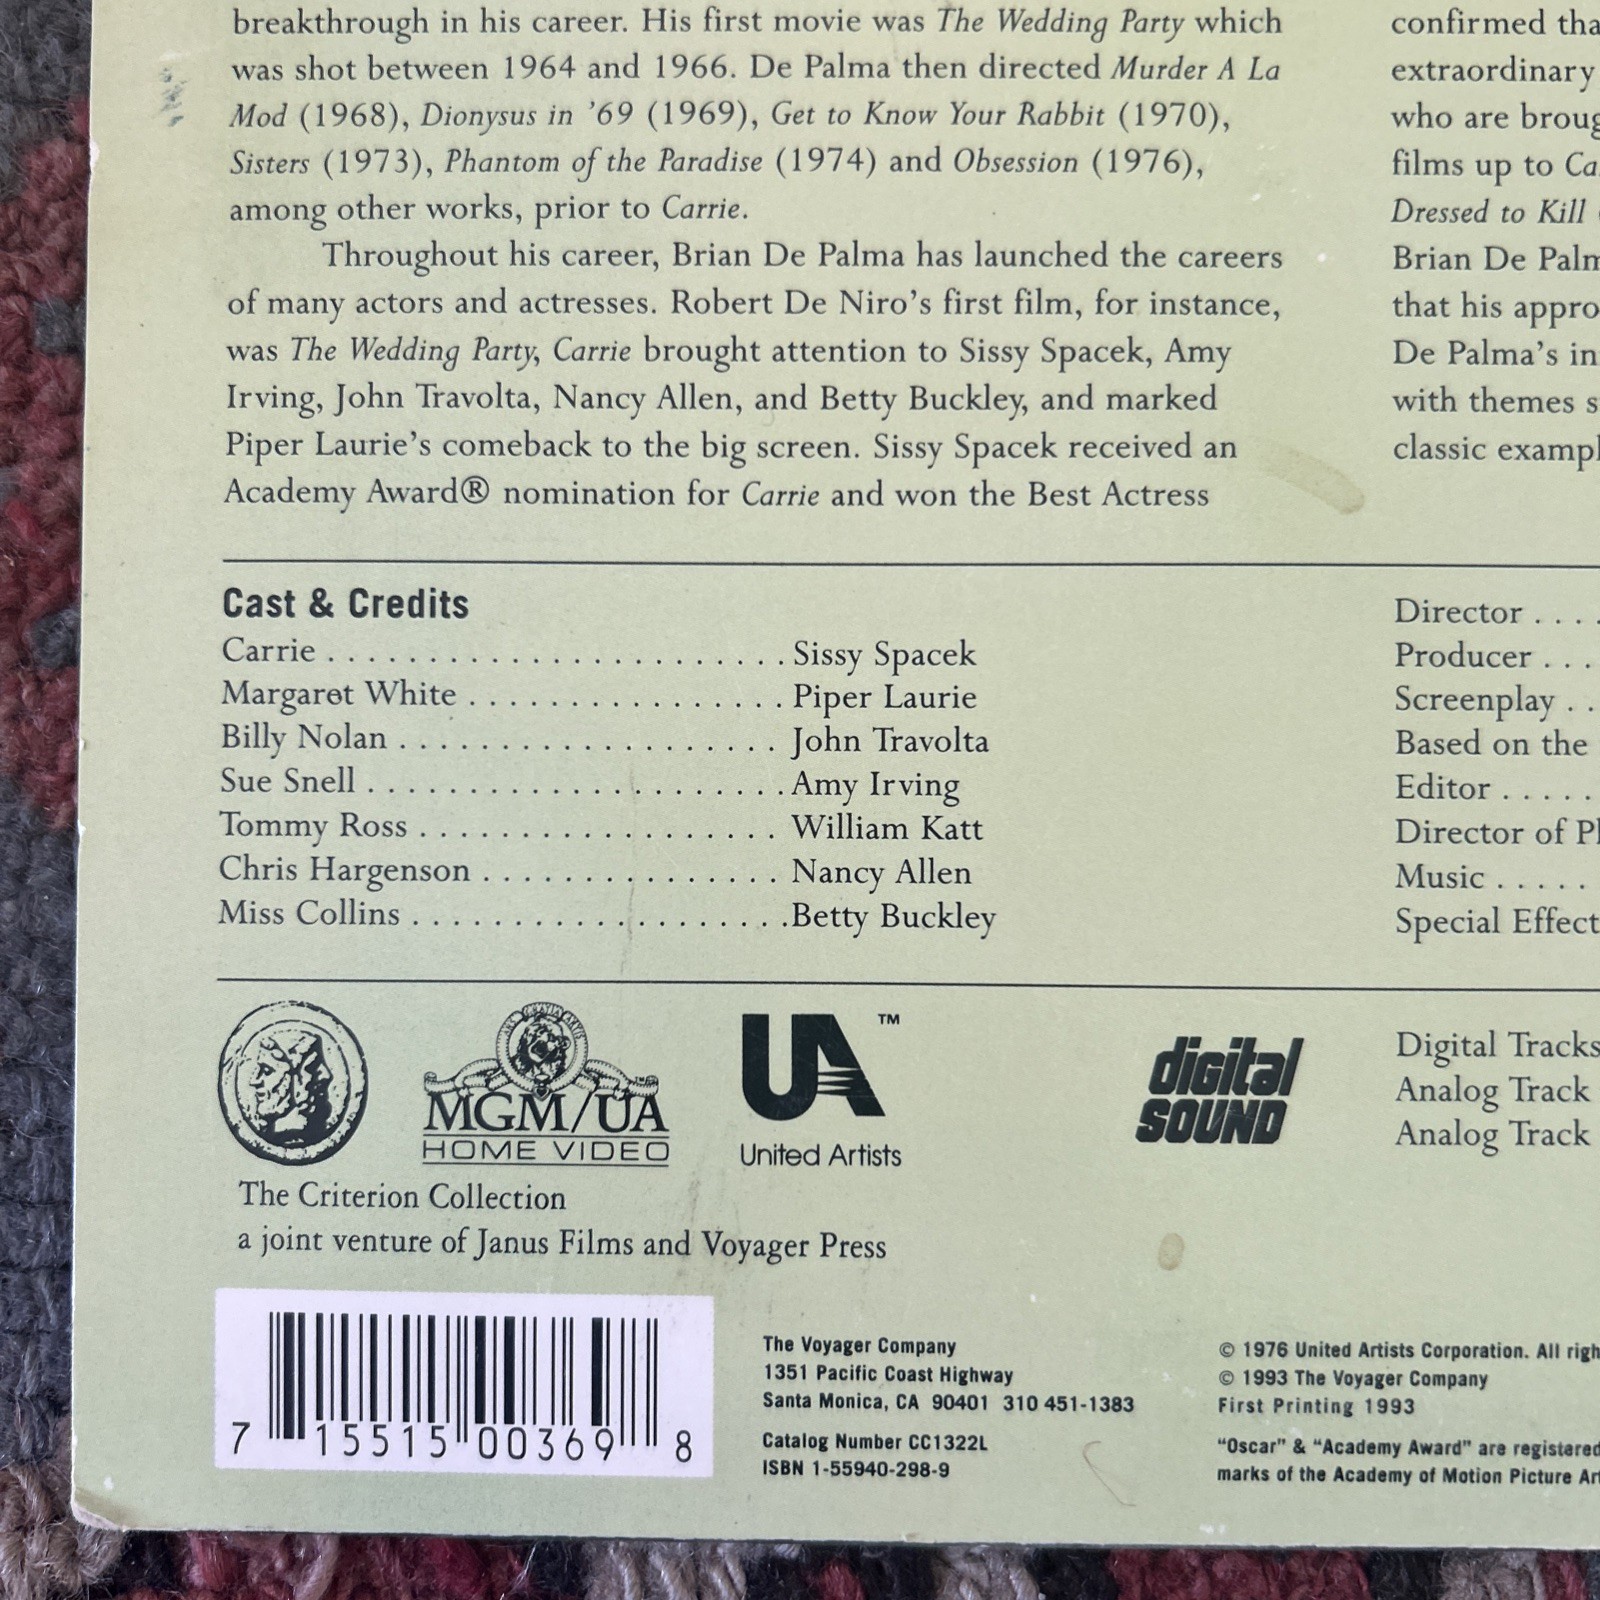 breakthrough in his career. His first movie was The Wedding Party which
was shot between 1964 and 1966. De Palma then directed Murder A La
Mod (1968), Dionysus in ’69 (1969), Get to Know Your Rabbit (1970),
Sisters (1973), Phantom of the Paradise (1974) and Obsession (1976),
among other works, prior to Carrie.
Throughout his career, Brian De Palma has launched the careers
of many actors and actresses. Robert De Niro’s first film, for instance,
was The Wedding Party, Carrie brought attention to Sissy Spacek, Amy
Irving, John Travolta, Nancy Allen, and Betty Buckley, and marked
Piper Laurie’s comeback to the big screen. Sissy Spacek received an
Academy Award® nomination for Carrie and won the Best Actress
confirmed
extraordinary
who are
films up to
Dressed to Kill
Brian De
that his
De Palma’s
with themes
classic
Cast & Credits
Carrie . . . . . . . . . . . . . . . . . . . . . . . Sissy Spacek
Margaret White . . . . . . . . . . . . . . . . Piper Laurie
Billy Nolan . . . . . . . . . . . . . . . . . . . John Travolta
Sue Snell . . . . . . . . . . . . . . . . . . . . . Amy Irving
Tommy Ross . . . . . . . . . . . . . . . . . . William Katt
Chris Hargenson . . . . . . . . . . . . . . . Nancy Allen
Miss Collins . . . . . . . . . . . . . . . . . . . Betty Buckley
Director . . . .
Producer . . .
Screenplay . .
Based on the
Editor . . . . .
Director of
Music . . . . .
Special
ARS GRATIA ARTIS
MGM/UA
HOME VIDEO
UA™
United Artists
digital
SOUND
Digital Tracks
Analog Track
Analog Track
The Criterion Collection
a joint venture of Janus Films and Voyager Press
7 15515 00369 8
The Voyager Company
1351 Pacific Coast Highway
Santa Monica, CA 90401 310 451-1383
Catalog Number CC1322L
ISBN 1-55940-298-9
© 1976 United Artists Corporation. All
© 1993 The Voyager Company
First Printing 1993
“Oscar” & “Academy Award” are registered
marks of the Academy of Motion Picture